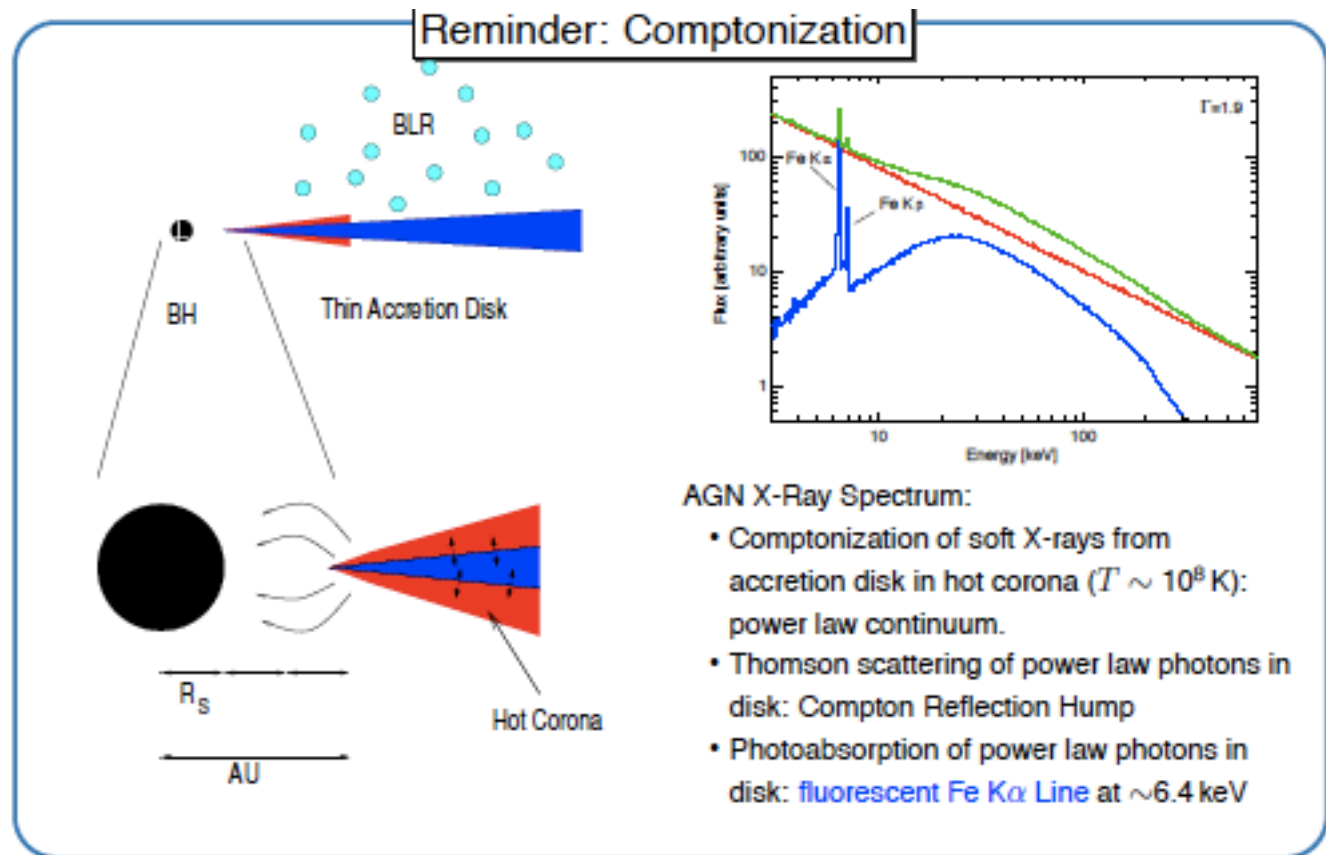 Reminder: Comptonization
BLR
BH
Thin Accretion Disk
R_S
AU
Hot Corona
Γ=1.9
Fe Kα
Fe Kβ
100
10
1
Flux [arbitrary units]
10
100
Energy [keV]
AGN X-Ray Spectrum:
• Comptonization of soft X-rays from
accretion disk in hot corona (T ∼ 10⁸ K):
power law continuum.
• Thomson scattering of power law photons in
disk: Compton Reflection Hump
• Photoabsorption of power law photons in
disk: fluorescent Fe Kα Line at ∼6.4 keV